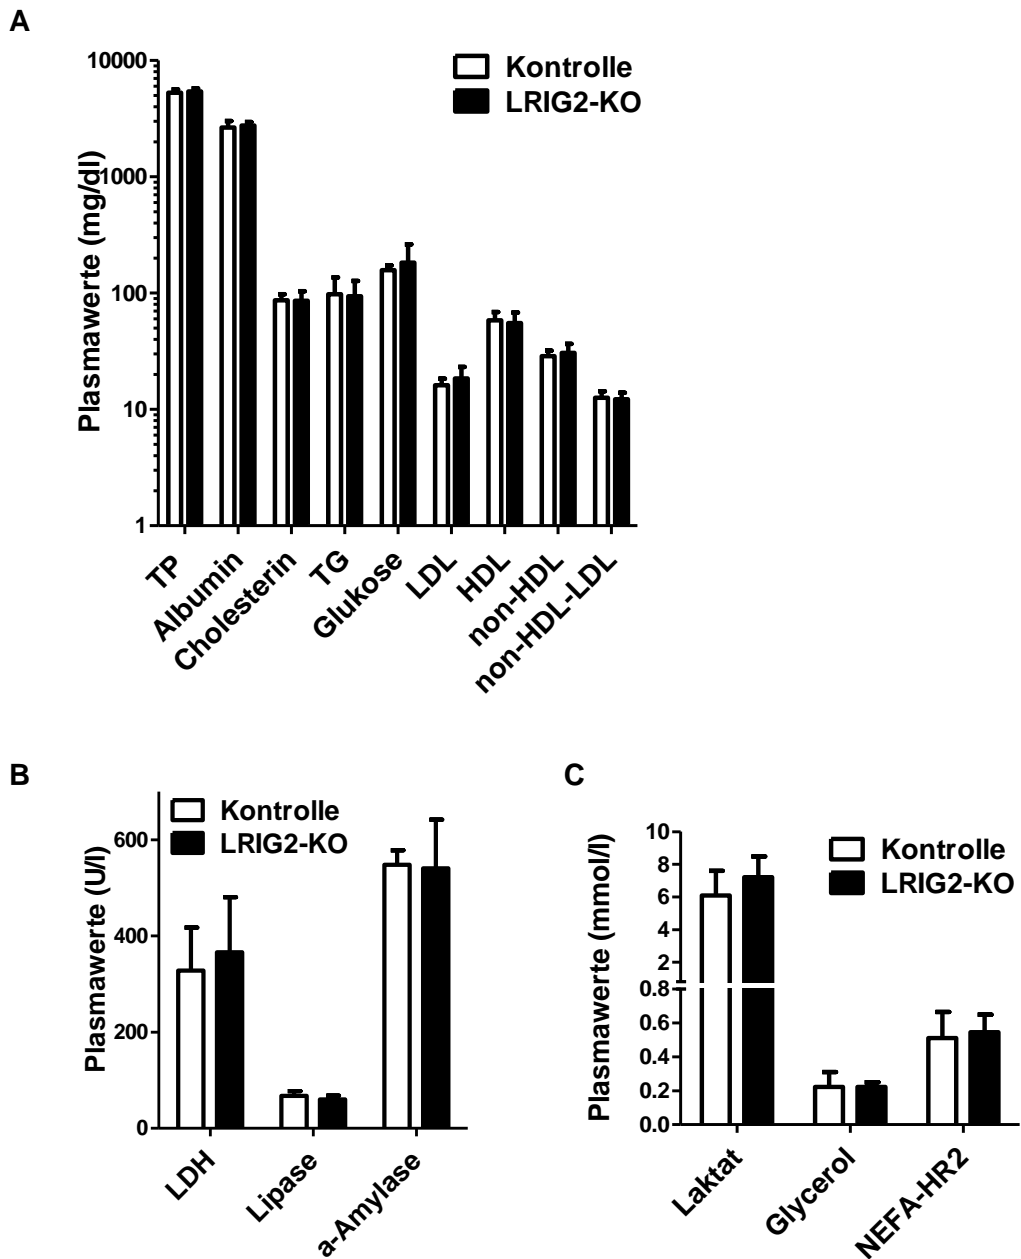 A
Kontrolle
LRIG2-KO
Plasmawerte (mg/dl)
10000
1000
100
10
1
TP
Albumin
Cholesterin
TG
Glukose
LDL
HDL
non-HDL
non-HDL-LDL
B
Kontrolle
LRIG2-KO
Plasmawerte (U/l)
600
400
200
0
LDH
Lipase
a-Amylase
C
Kontrolle
LRIG2-KO
Plasmawerte (mmol/l)
10
8
6
4
2
0.8
0.6
0.4
0.2
0.0
Laktat
Glycerol
NEFA-HR2